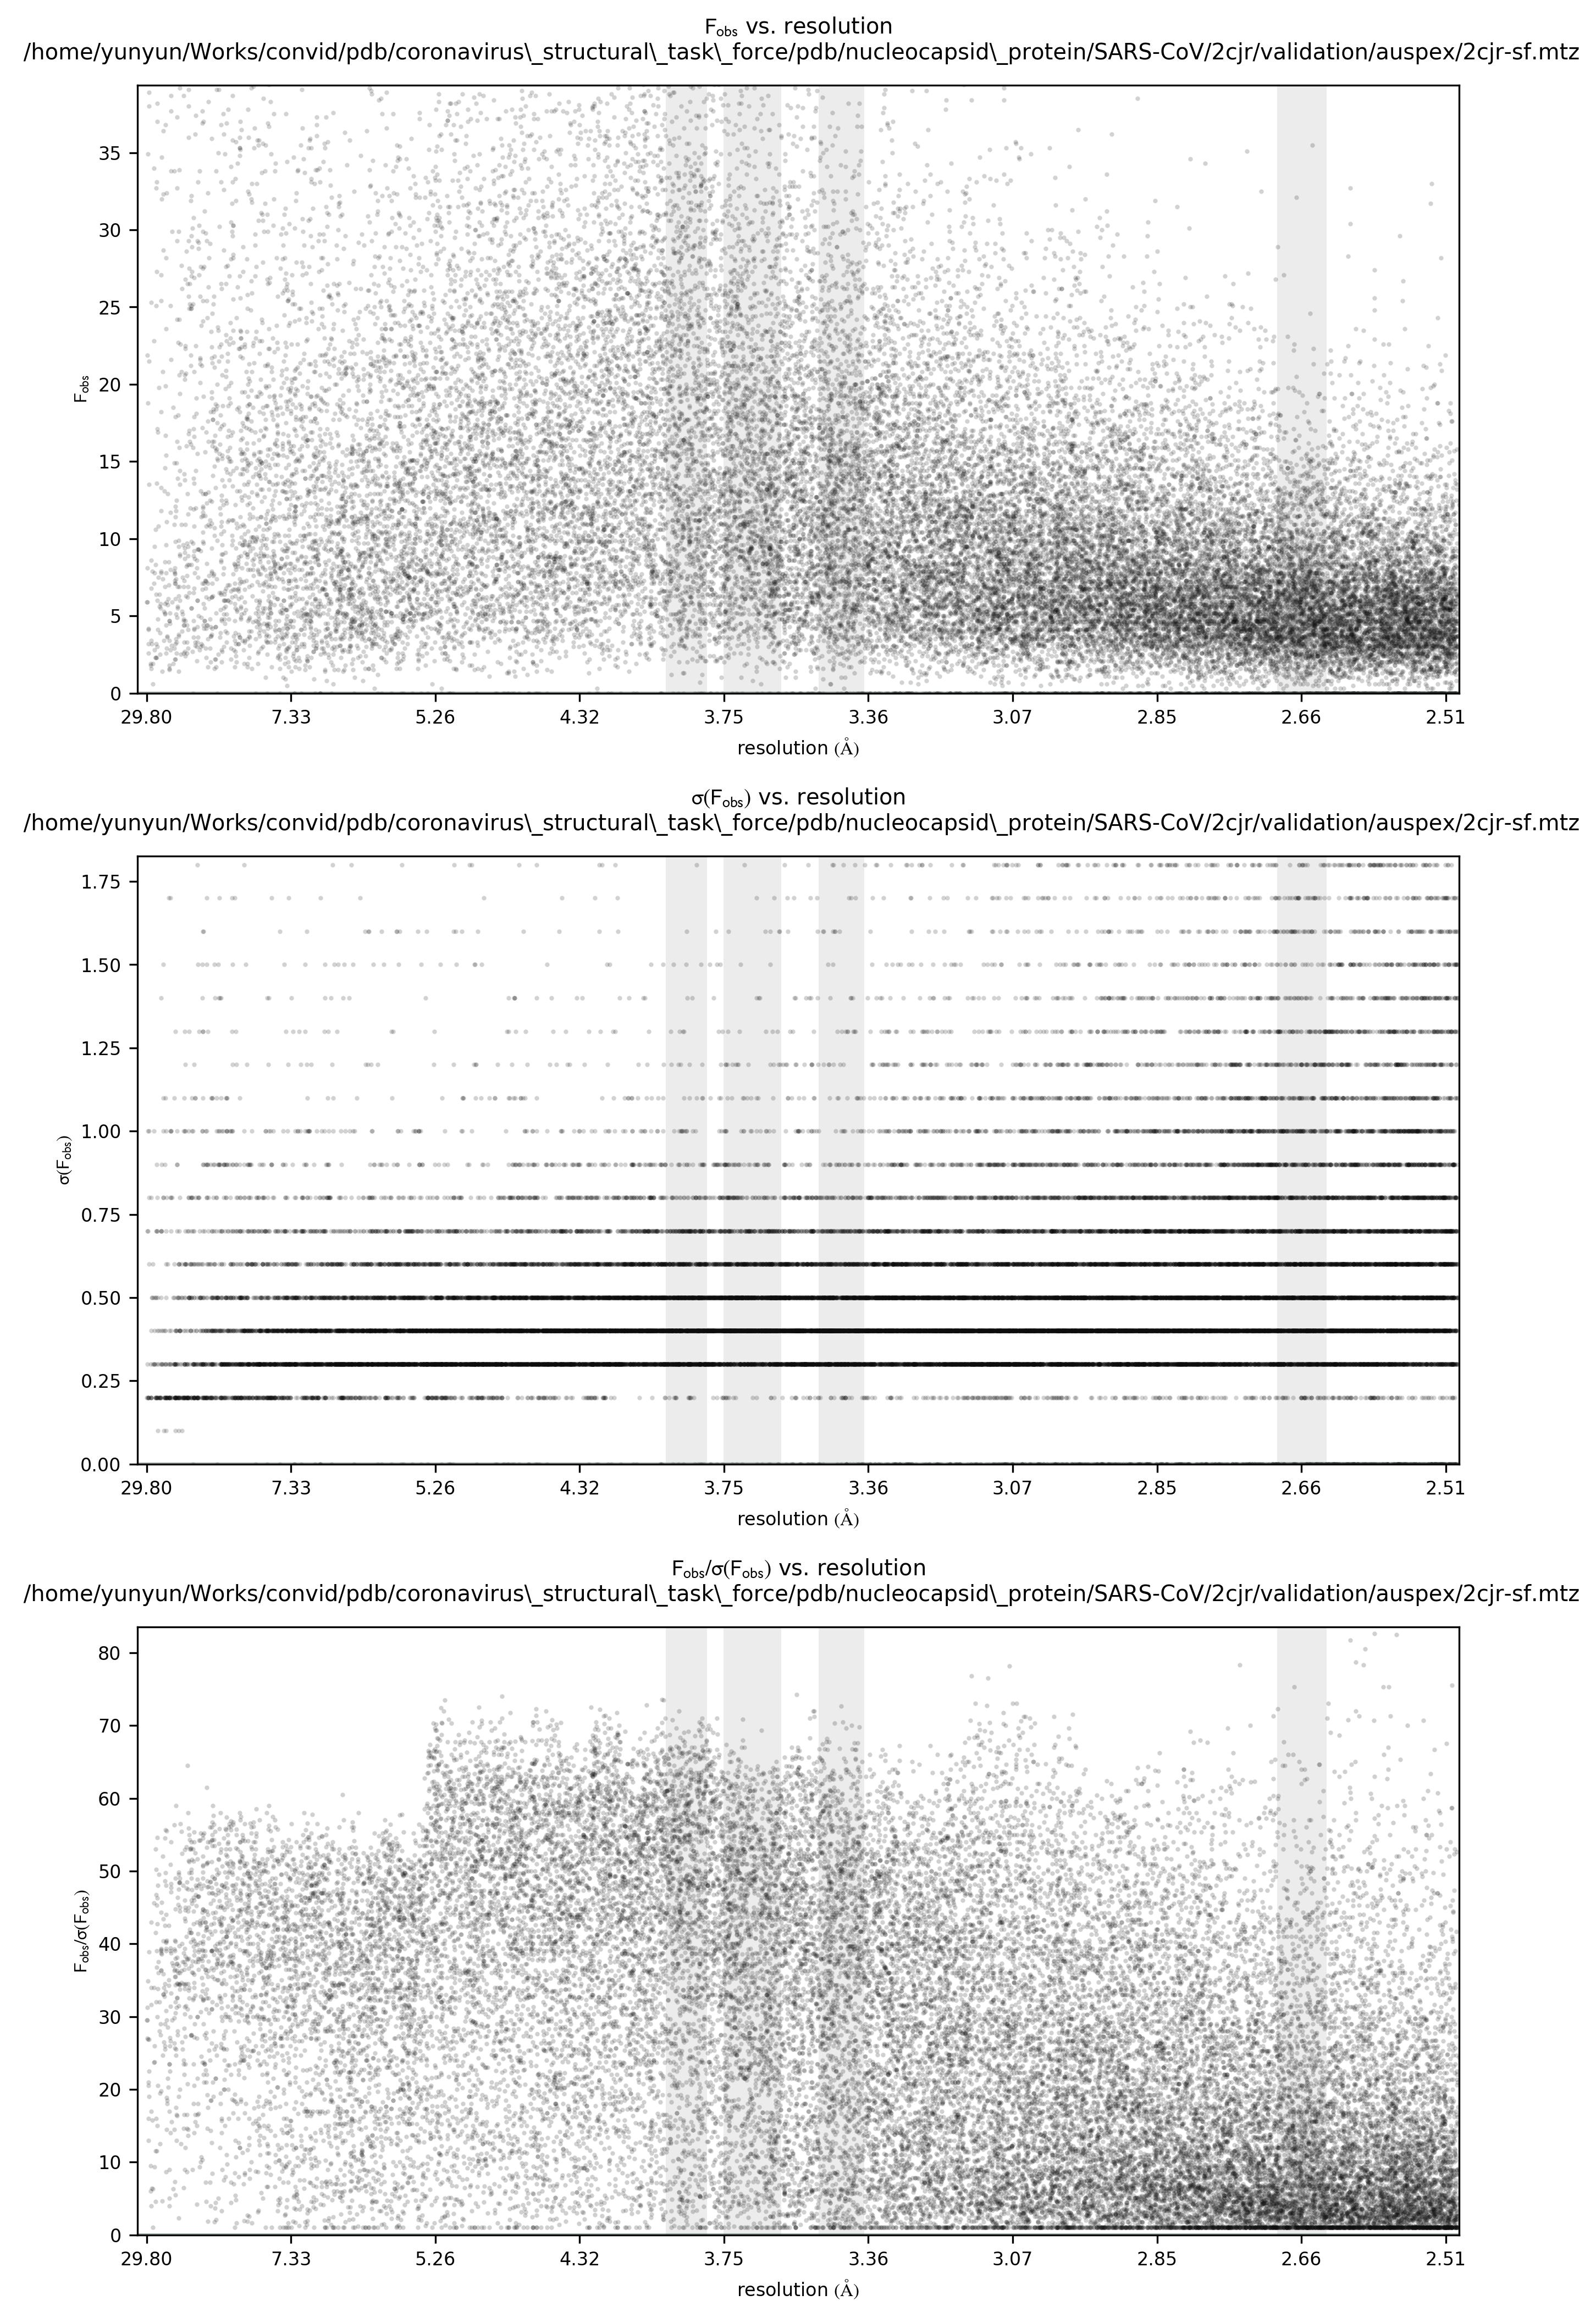 Fobs vs. resolution
/home/yunyun/Works/convid/pdb/coronavirus\_structural\_task\_force/pdb/nucleocapsid\_protein/SARS-CoV/2cjr/validation/auspex/2cjr-sf.mtz
35
30
25
20
15
10
5
0
Fobs
29.80 7.33 5.26 4.32 3.75 3.36 3.07 2.85 2.66 2.51
resolution (Å)
σ(Fobs) vs. resolution
/home/yunyun/Works/convid/pdb/coronavirus\_structural\_task\_force/pdb/nucleocapsid\_protein/SARS-CoV/2cjr/validation/auspex/2cjr-sf.mtz
1.75
1.50
1.25
1.00
0.75
0.50
0.25
0.00
σ(Fobs)
29.80 7.33 5.26 4.32 3.75 3.36 3.07 2.85 2.66 2.51
resolution (Å)
Fobs/σ(Fobs) vs. resolution
/home/yunyun/Works/convid/pdb/coronavirus\_structural\_task\_force/pdb/nucleocapsid\_protein/SARS-CoV/2cjr/validation/auspex/2cjr-sf.mtz
80
70
60
50
40
30
20
10
0
Fobs/σ(Fobs)
29.80 7.33 5.26 4.32 3.75 3.36 3.07 2.85 2.66 2.51
resolution (Å)